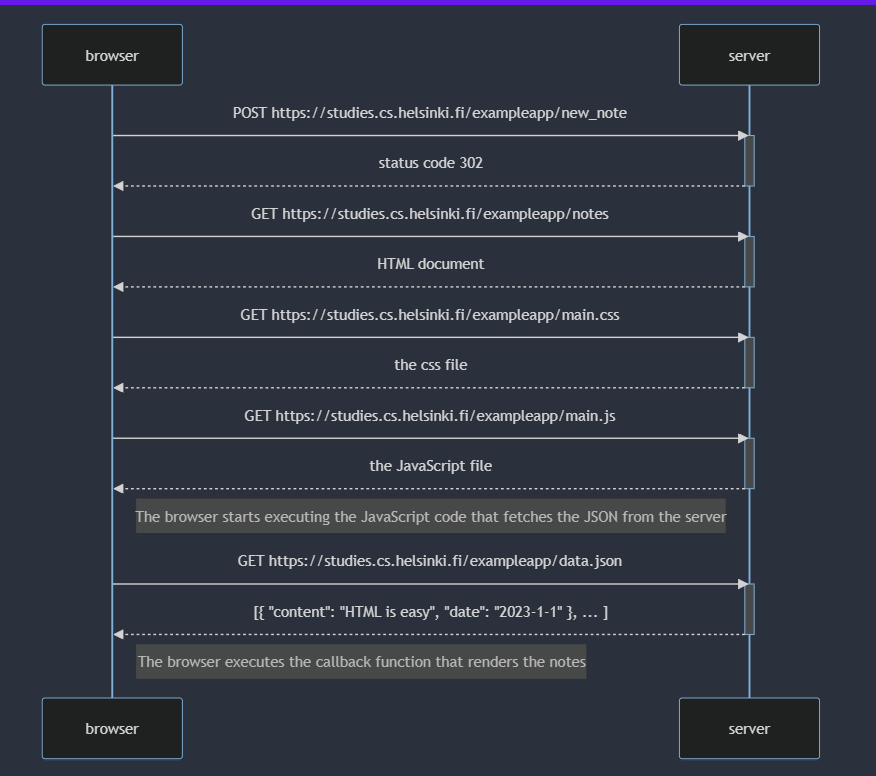 browser
server
POST https://studies.cs.helsinki.fi/exampleapp/new_note
status code 302
GET https://studies.cs.helsinki.fi/exampleapp/notes
HTML document
GET https://studies.cs.helsinki.fi/exampleapp/main.css
the css file
GET https://studies.cs.helsinki.fi/exampleapp/main.js
the JavaScript file
The browser starts executing the JavaScript code that fetches the JSON from the server
GET https://studies.cs.helsinki.fi/exampleapp/data.json
[{ "content": "HTML is easy", "date": "2023-1-1" }, ... ]
The browser executes the callback function that renders the notes
browser
server